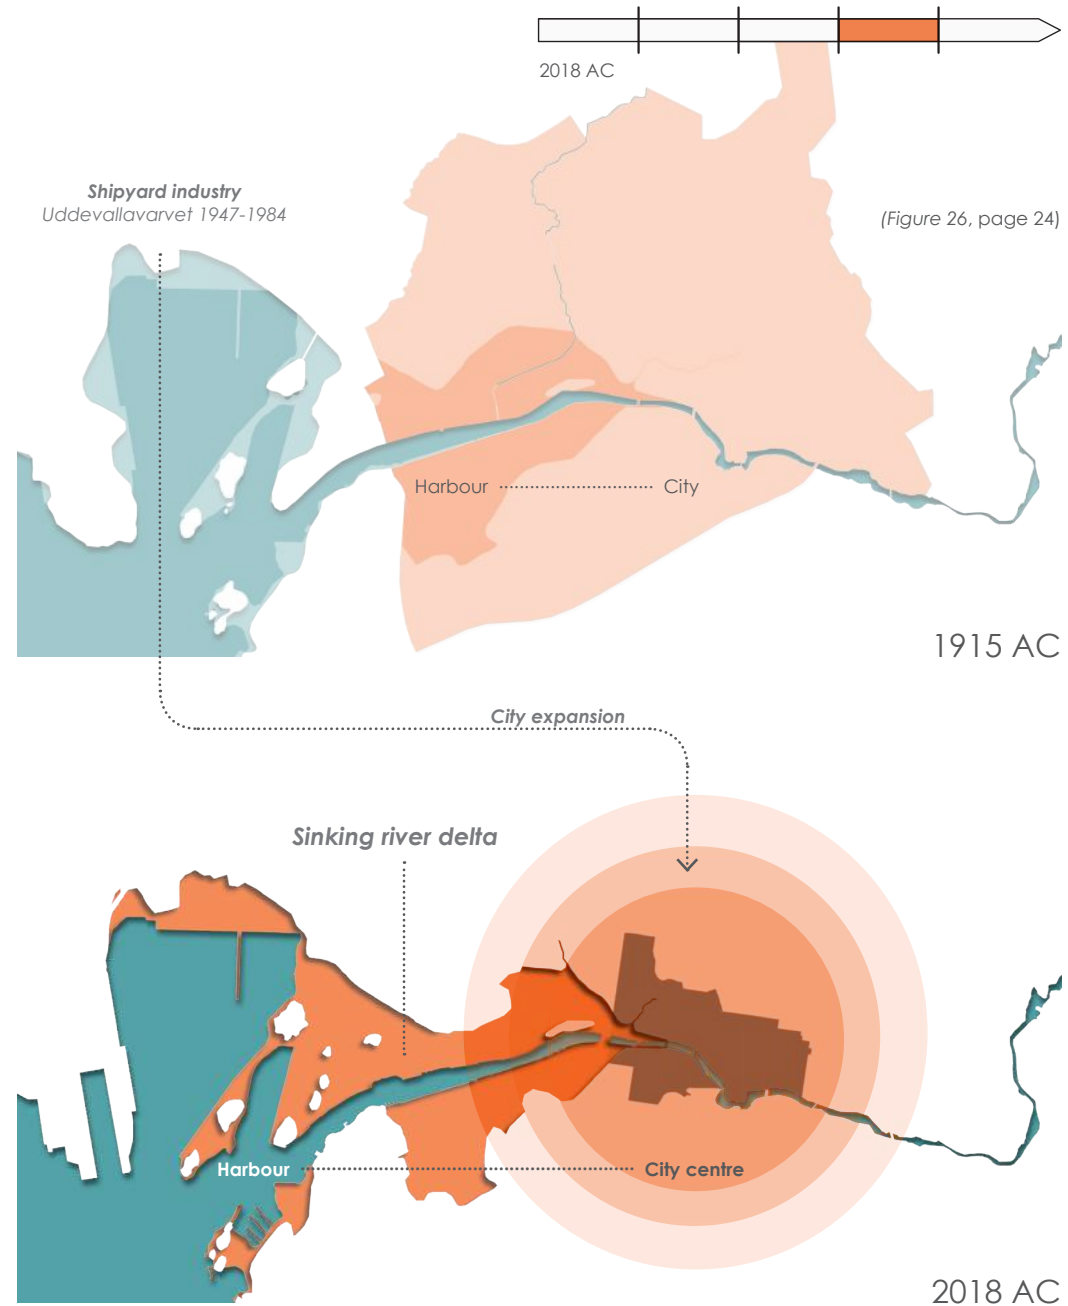 2018 AC
Shipyard industry
Uddevallavarvet 1947-1984
(Figure 26, page 24)
Harbour
City
1915 AC
City expansion
Sinking river delta
Harbour
City centre
2018 AC